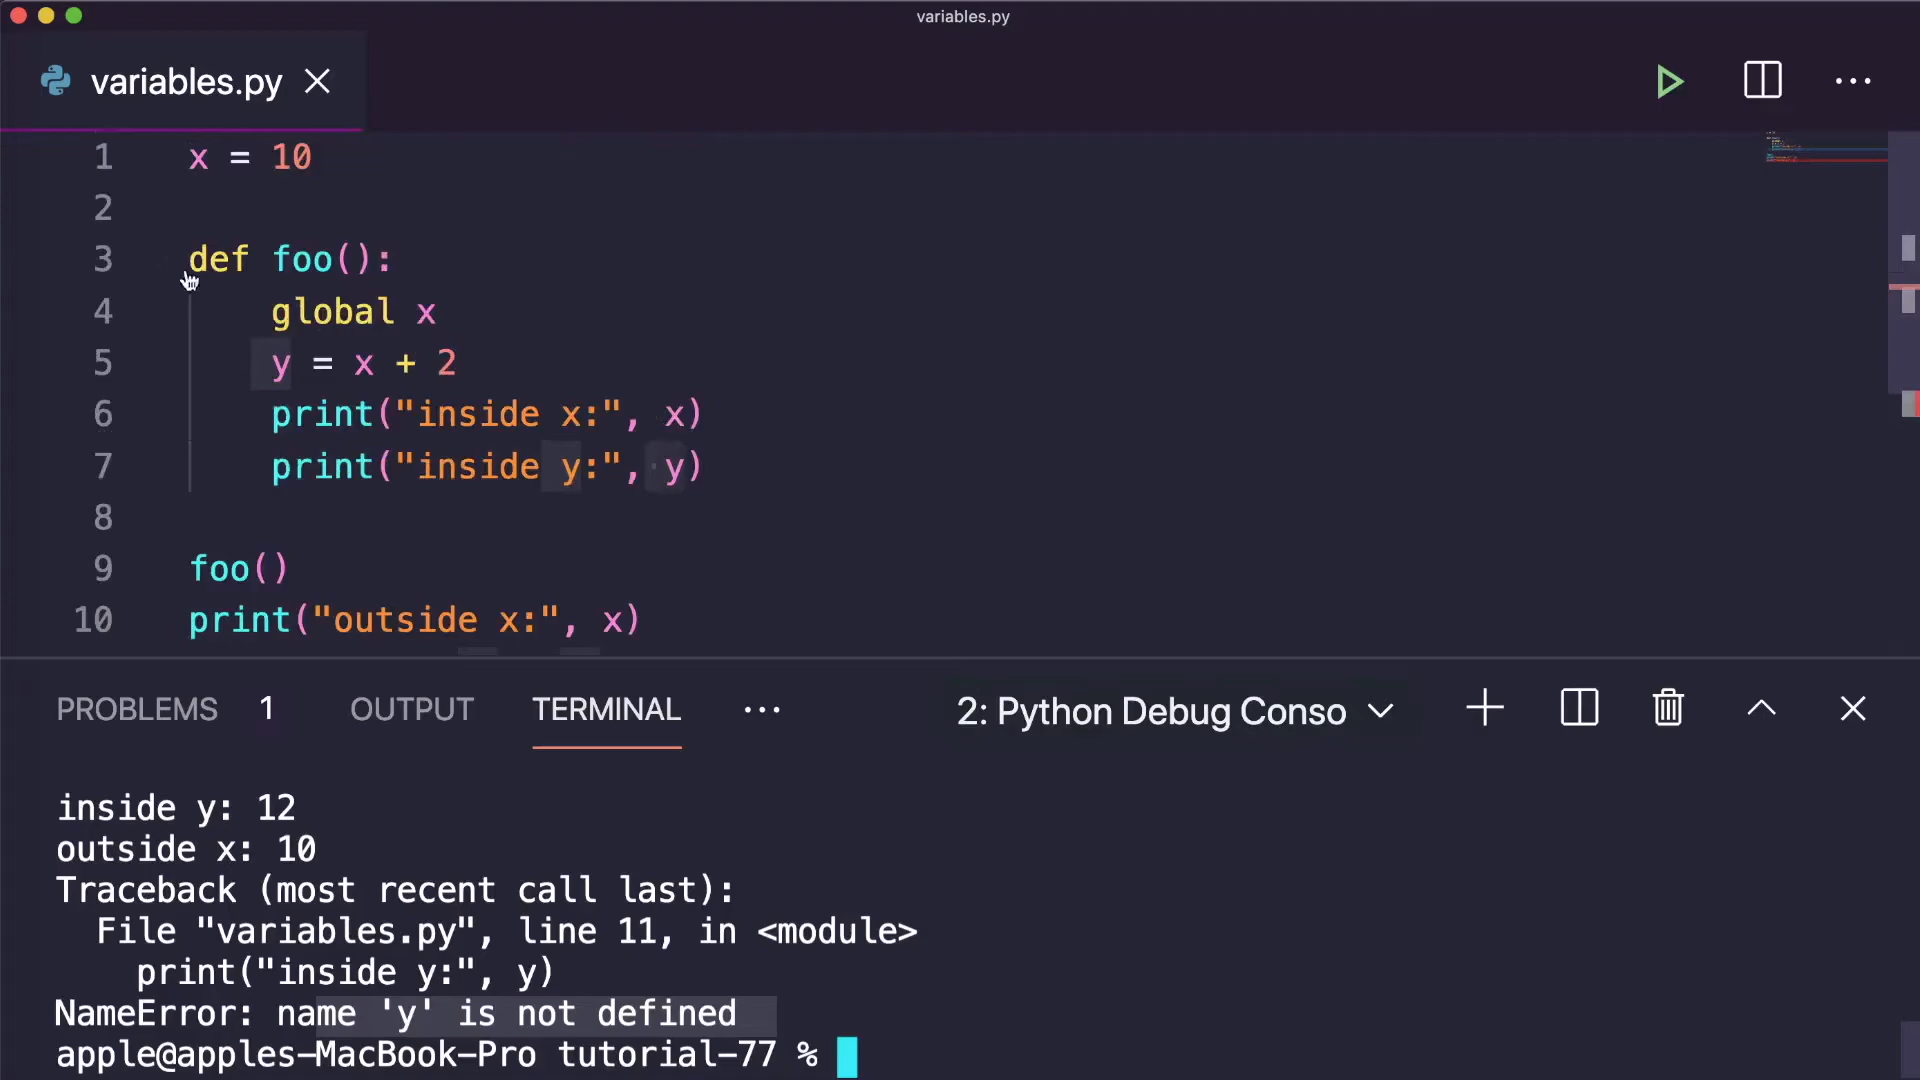 variables.py
variables.py
1 x = 10
2
3 def foo():
4 global x
5 y = x + 2
6 print("inside x:", x)
7 print("inside y:", y)
8
9 foo()
10 print("outside x:", x)
PROBLEMS 1 OUTPUT TERMINAL ... 2: Python Debug Conso
inside y: 12
outside x: 10
Traceback (most recent call last):
File "variables.py", line 11, in <module>
print("inside y:", y)
NameError: name 'y' is not defined
apple@apples-MacBook-Pro tutorial-77 %